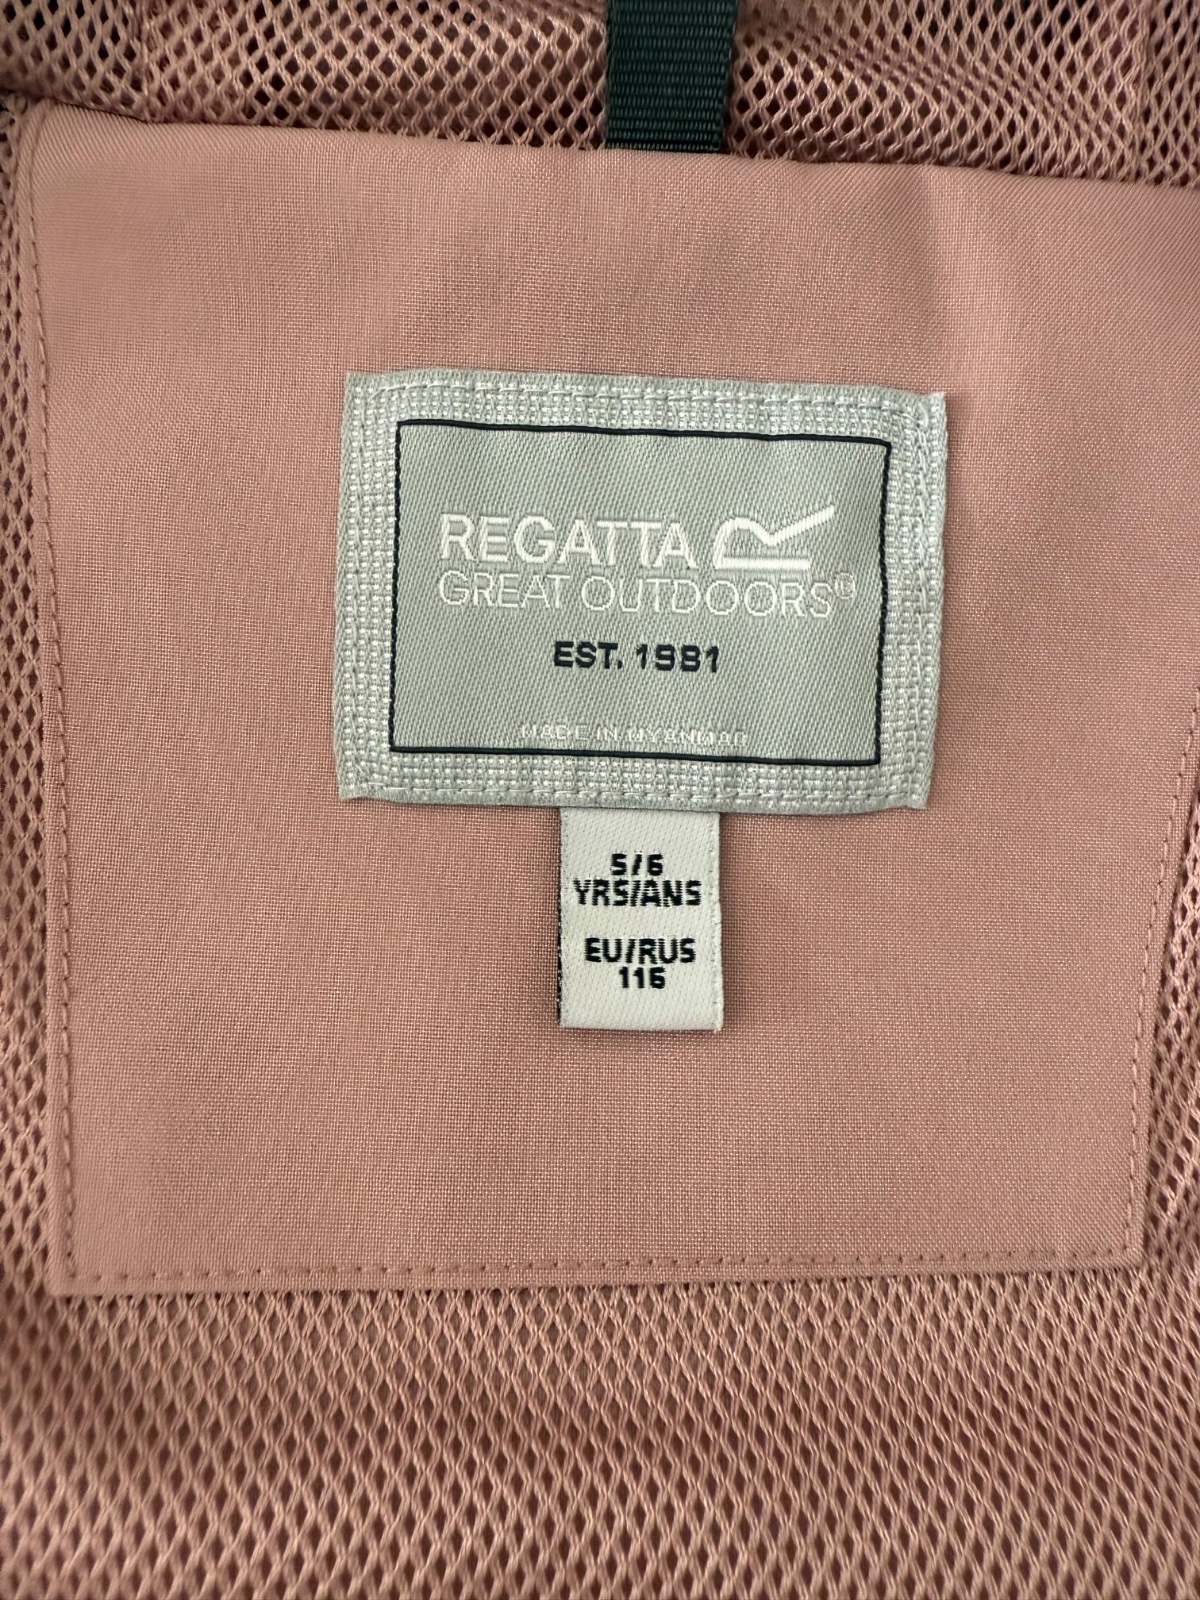 REGATTA
GREAT OUTDOORS®
EST. 1981
MADE IN MYANMAR
5/6
YRS/ANS
EU/RUS
116